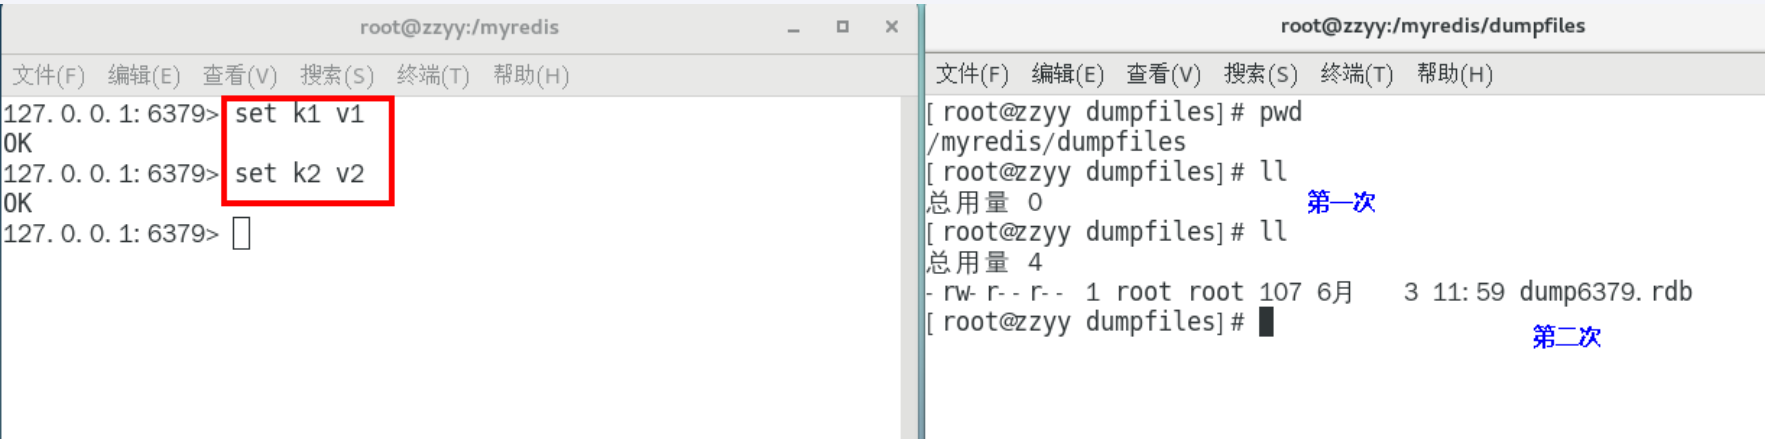 root@zzyy:/myredis
文件(F) 编辑(E) 查看(V) 搜索(S) 终端(T) 帮助(H)
127.0.0.1:6379> set k1 v1
OK
127.0.0.1:6379> set k2 v2
OK
127.0.0.1:6379>
root@zzyy:/myredis/dumpfiles
文件(F) 编辑(E) 查看(V) 搜索(S) 终端(T) 帮助(H)
[root@zzyy dumpfiles]# pwd
/myredis/dumpfiles
[root@zzyy dumpfiles]# ll
总用量 0
第一次
[root@zzyy dumpfiles]# ll
总用量 4
-rw-r--r-- 1 root root 107 6月 3 11:59 dump6379.rdb
[root@zzyy dumpfiles]#
第二次